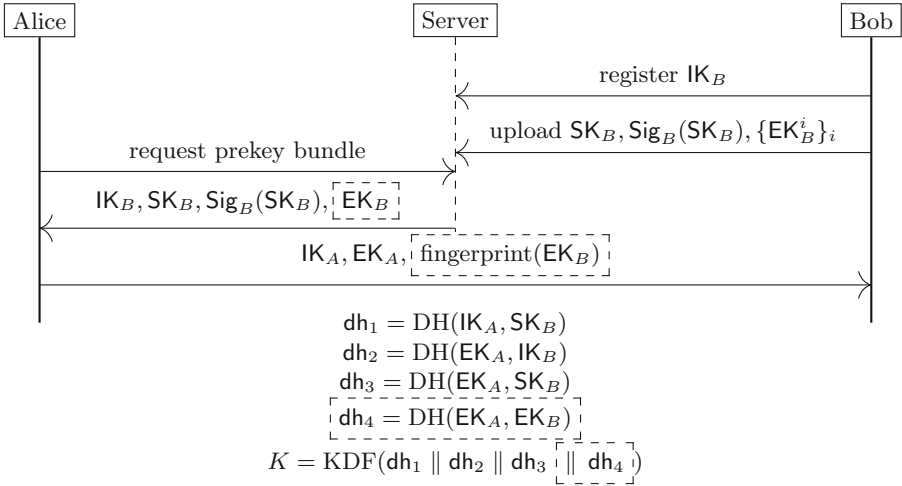 Alice Server Bob
register IK_B
upload SK_B, Sig_B(SK_B), {EK_B^i}_i
request prekey bundle
IK_B, SK_B, Sig_B(SK_B), EK_B
IK_A, EK_A, fingerprint(EK_B)
dh_1 = DH(IK_A, SK_B)
dh_2 = DH(EK_A, IK_B)
dh_3 = DH(EK_A, SK_B)
dh_4 = DH(EK_A, EK_B)
K = KDF(dh_1 ∥ dh_2 ∥ dh_3 ∥ dh_4)